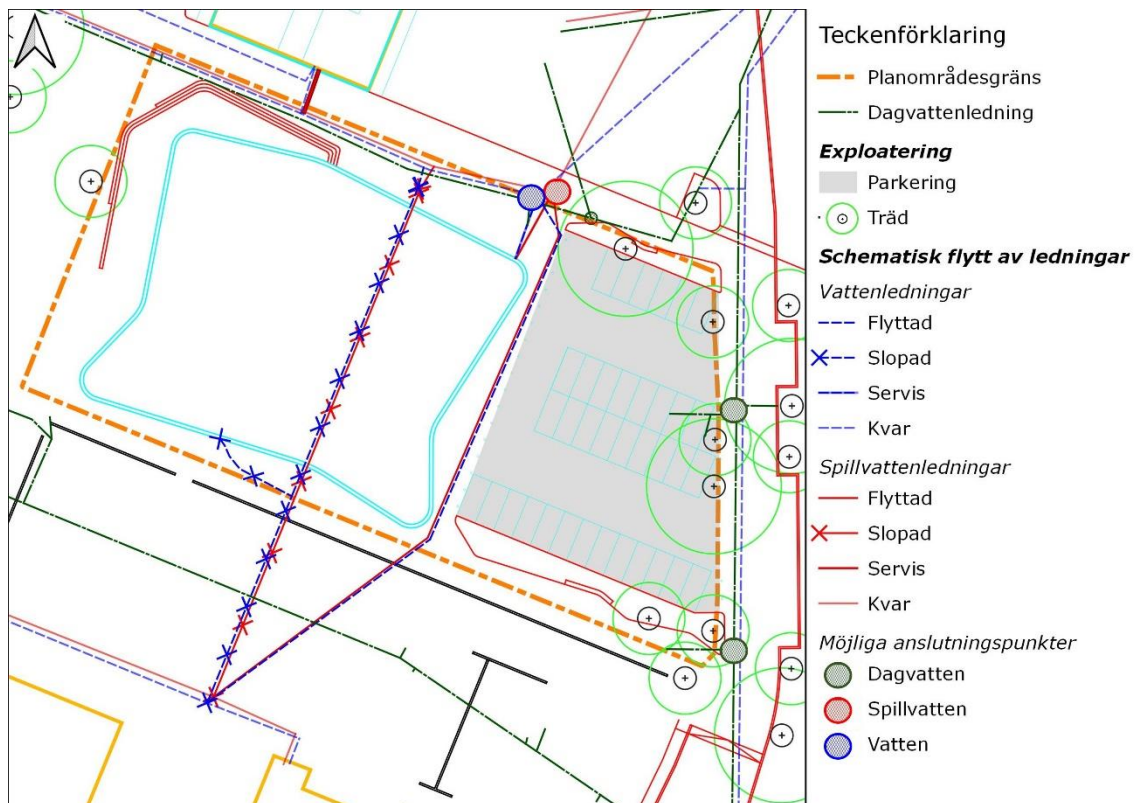 Teckenförklaring
Planområdesgräns
Dagvattenledning
Exploatering
Parkering
Träd
Schematisk flytt av ledningar
Vattenledningar
Flyttad
Slopad
Servis
Kvar
Spillvattenledningar
Flyttad
Slopad
Servis
Kvar
Möjliga anslutningspunkter
Dagvatten
Spillvatten
Vatten